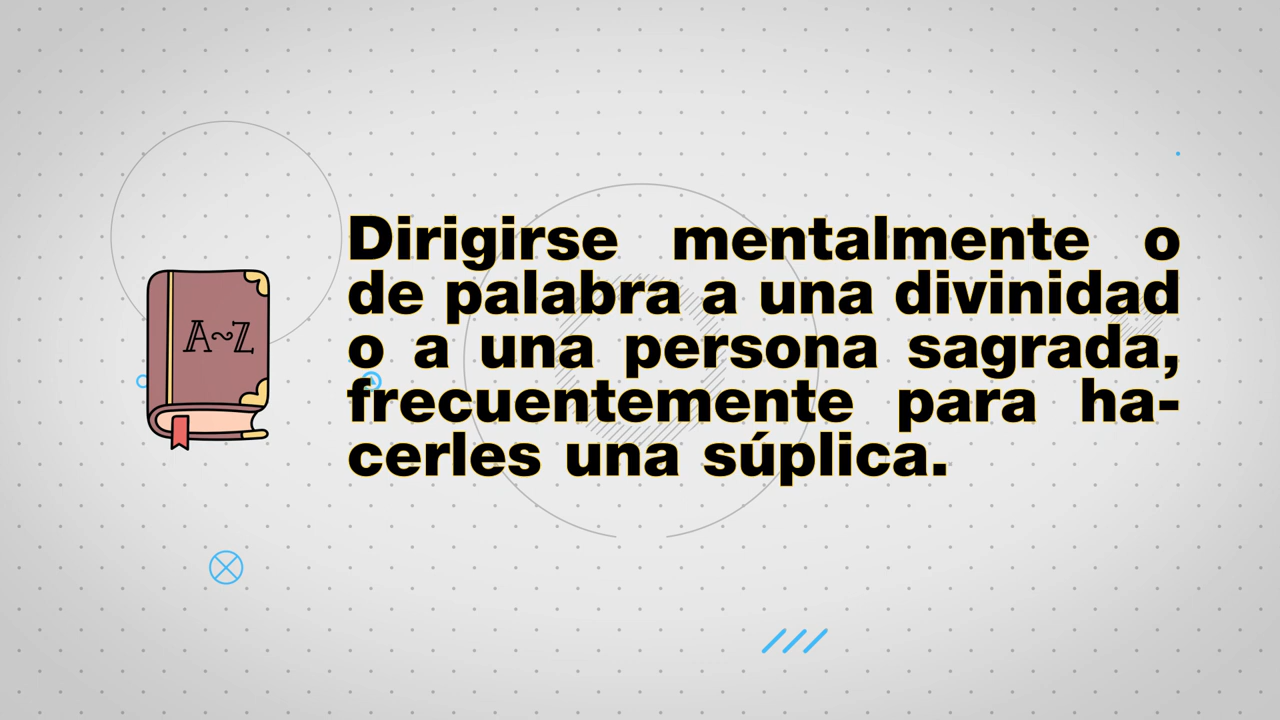 A~Z
Dirigirse mentalmente o
de palabra a una divinidad
o a una persona sagrada,
frecuentemente para ha-
cerles una súplica.